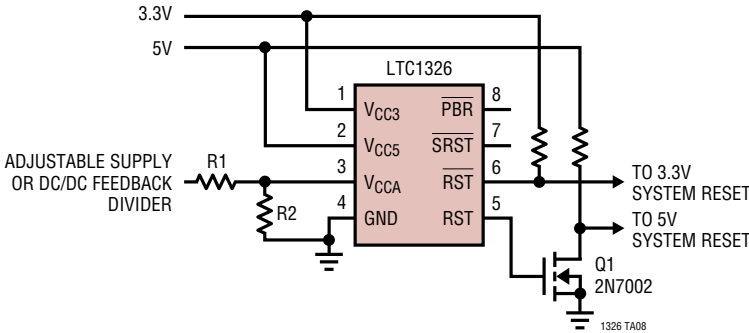 3.3V
5V
LTC1326
1
VCC3
PBR
8
2
VCC5
SRST
7
ADJUSTABLE SUPPLY
OR DC/DC FEEDBACK
DIVIDER
R1
R2
3
VCCA
RST
6
4
GND
RST
5
TO 3.3V
SYSTEM RESET
TO 5V
SYSTEM RESET
Q1
2N7002
1326 TA08